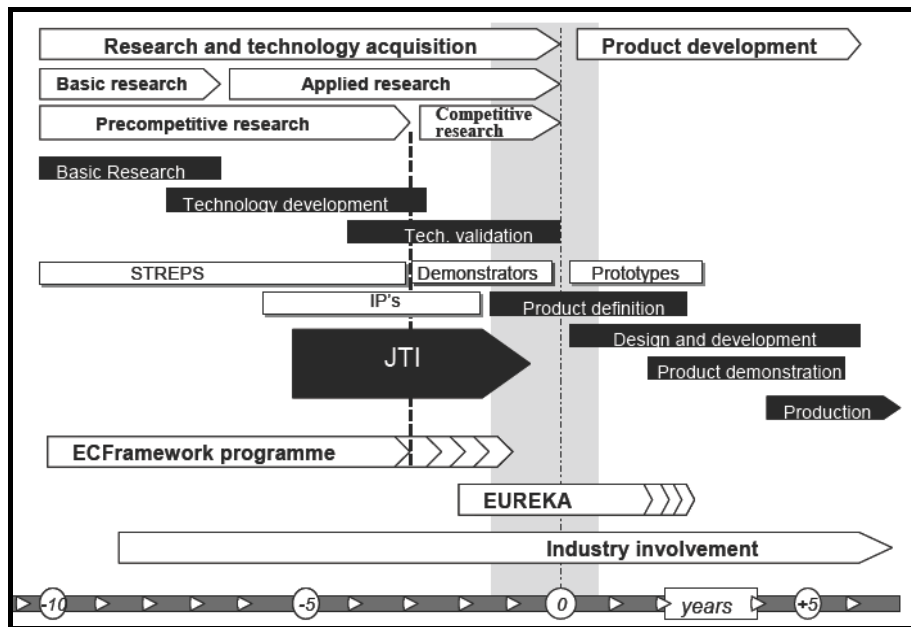 Research and technology acquisition
Product development
Basic research
Applied research
Precompetitive research
Competitive
research
Basic Research
Technology development
Tech. validation
STREPS
Demonstrators
Prototypes
IP's
Product definition
JTI
Design and development
Product demonstration
Production
ECFramework programme
EUREKA
Industry involvement
-10
-5
0
years
+5